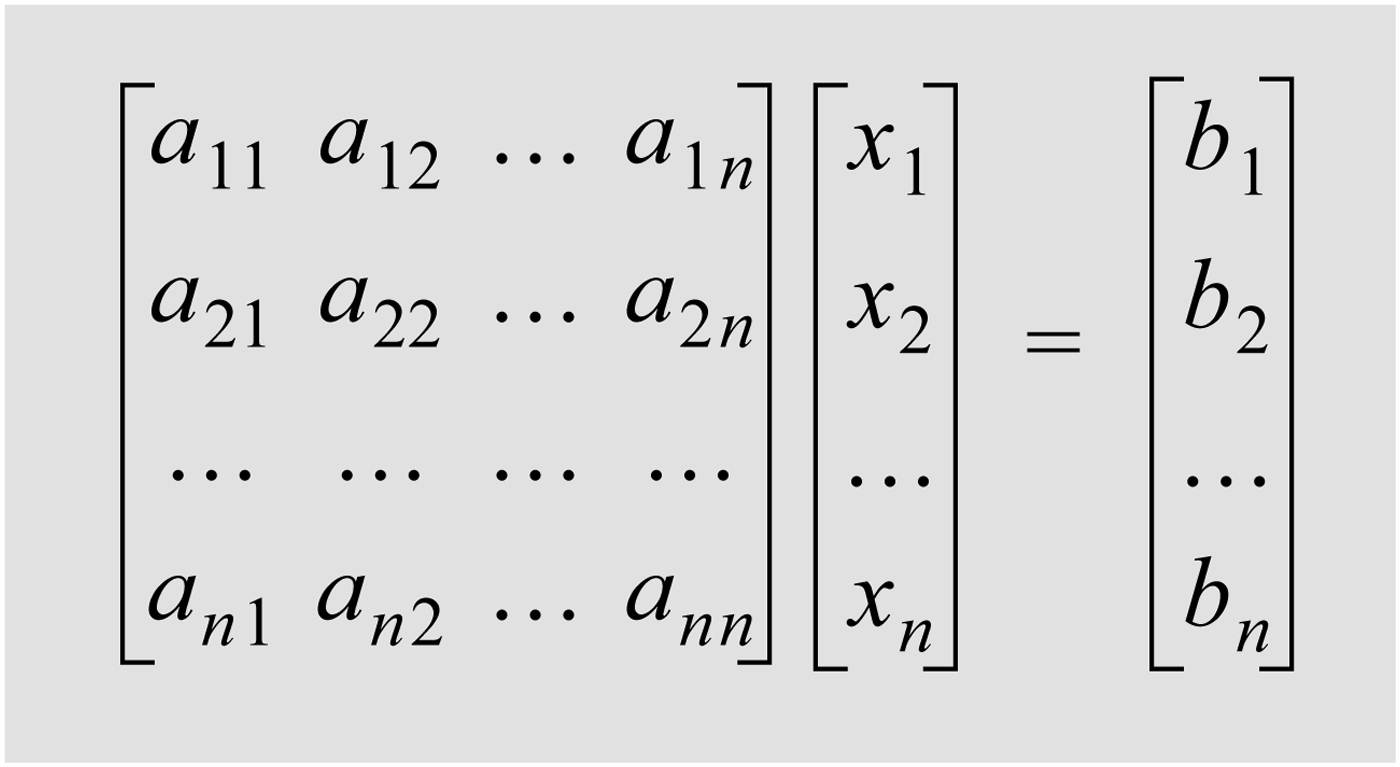 a11 a12 … a1n x1 b1
a21 a22 … a2n x2 = b2
… … … … … …
an1 an2 … ann xn bn